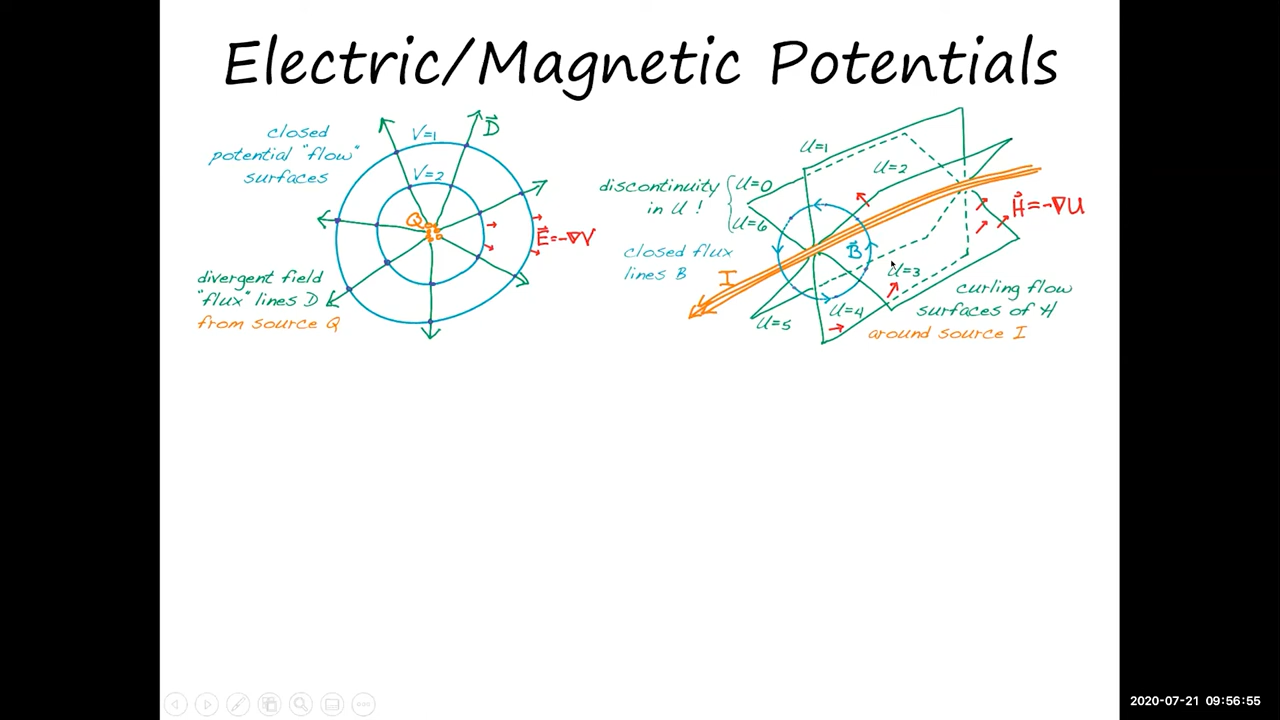 Electric/Magnetic Potentials
closed
potential "flow"
surfaces
V=1
V=2
D
Q
E=-∇V
divergent field
"flux" lines D
from source Q
U=1
U=2
discontinuity
in U !
U=0
U=6
closed flux
lines B
I
B
H=-∇U
U=3
U=4
U=5
curling flow
surfaces of H
around source I
2020-07-21 09:56:55